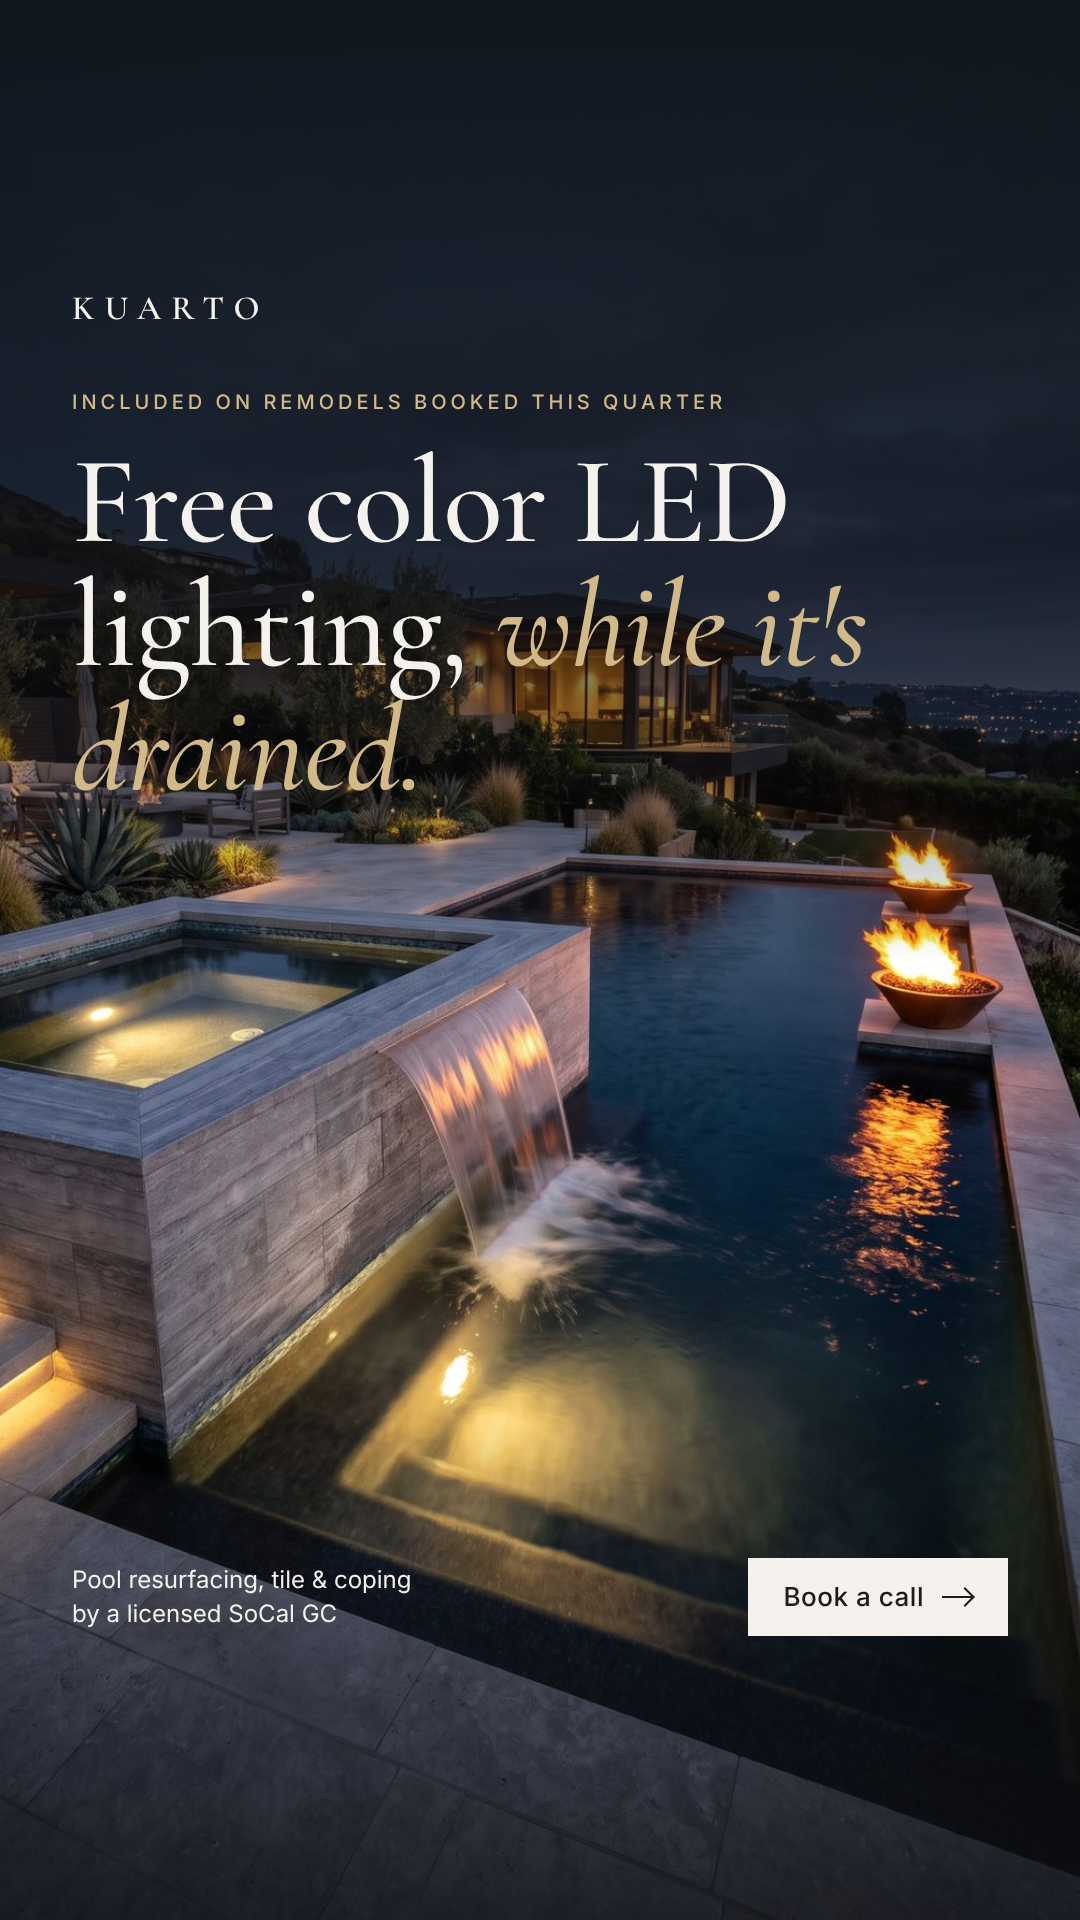 KUARTO
INCLUDED ON REMODELS BOOKED THIS QUARTER
Free color LED
lighting, while it's
drained.
Pool resurfacing, tile & coping
by a licensed SoCal GC
Book a call →